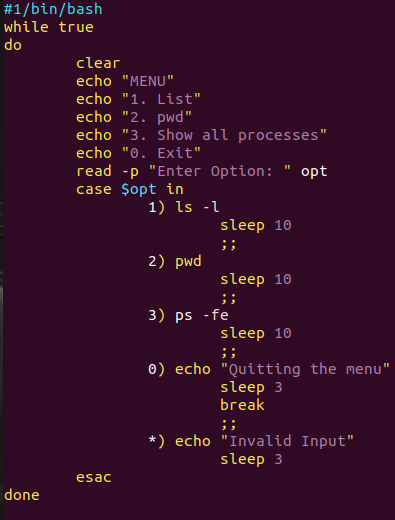 #1/bin/bash
while true
do
        clear
        echo "MENU"
        echo "1. List"
        echo "2. pwd"
        echo "3. Show all processes"
        echo "0. Exit"
        read -p "Enter Option: " opt
        case $opt in
                1) ls -l
                        sleep 10
                        ;;
                2) pwd
                        sleep 10
                        ;;
                3) ps -fe
                        sleep 10
                        ;;
                0) echo "Quitting the menu"
                        sleep 3
                        break
                        ;;
                *) echo "Invalid Input"
                        sleep 3
        esac
done